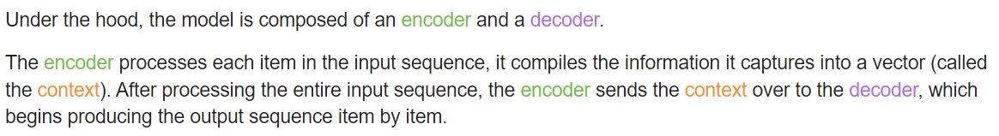 Under the hood, the model is composed of an encoder and a decoder.
The encoder processes each item in the input sequence, it compiles the information it captures into a vector (called
the context). After processing the entire input sequence, the encoder sends the context over to the decoder, which
begins producing the output sequence item by item.